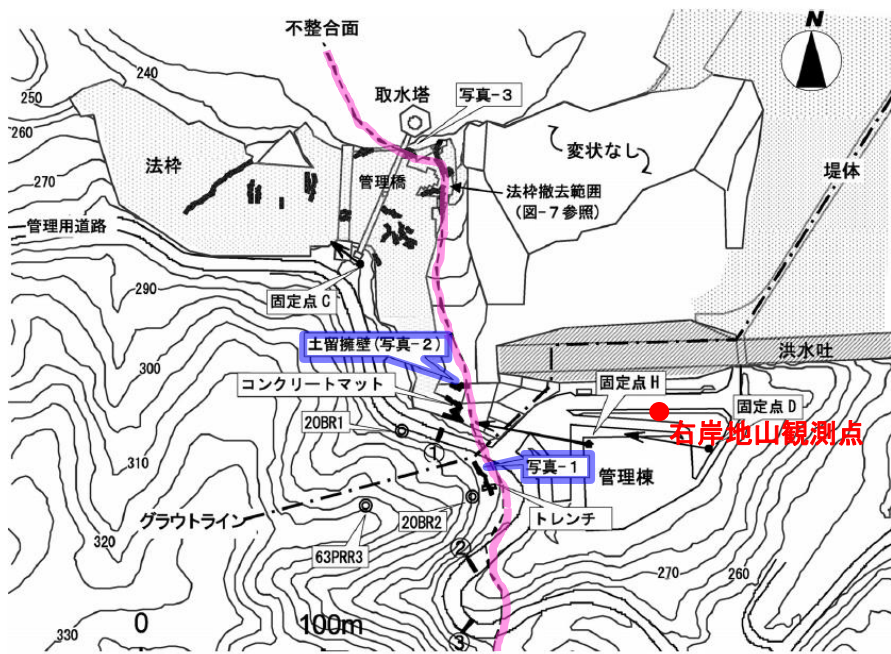 不整合面
N
240
250
260
取水塔
写真-3
法枠
管理橋
変状なし
堤体
270
法枠撤去範囲
(図-7参照)
管理用道路
290
固定点C
300
土留擁壁(写真-2)
洪水吐
コンクリートマット
固定点H
固定点D
20BR1
右岸地山観測点
①
310
写真-1
管理棟
グラウトライン
20BR2
トレンチ
320
63PRR3
②
270
260
0
100m
330
③